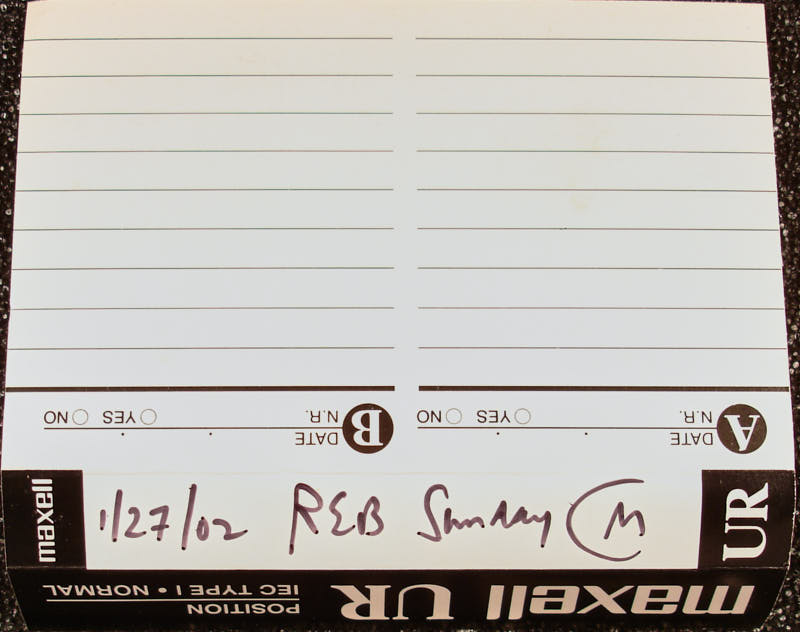 B N.R. YES NO
DATE
A N.R. YES NO
DATE
maxell 1/27/02 REB Sunday (M UR
maxell UR POSITION
IEC TYPE I • NORMAL